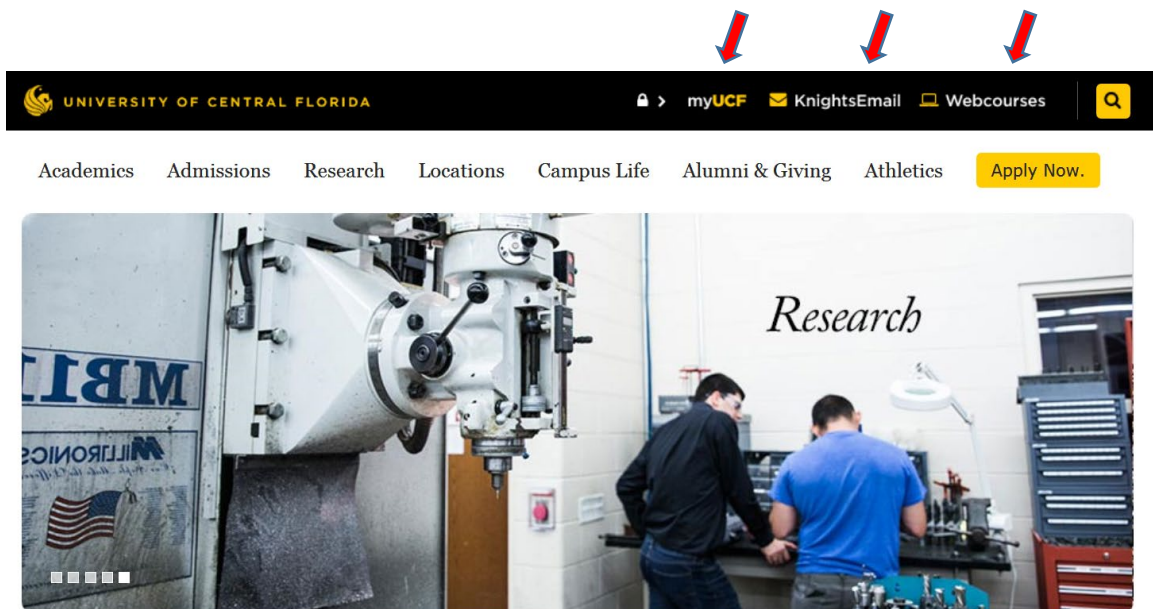 UNIVERSITY OF CENTRAL FLORIDA
myUCF KnightsEmail Webcourses
Academics Admissions Research Locations Campus Life Alumni & Giving Athletics Apply Now.
Research
MB11
MILLTRONICS